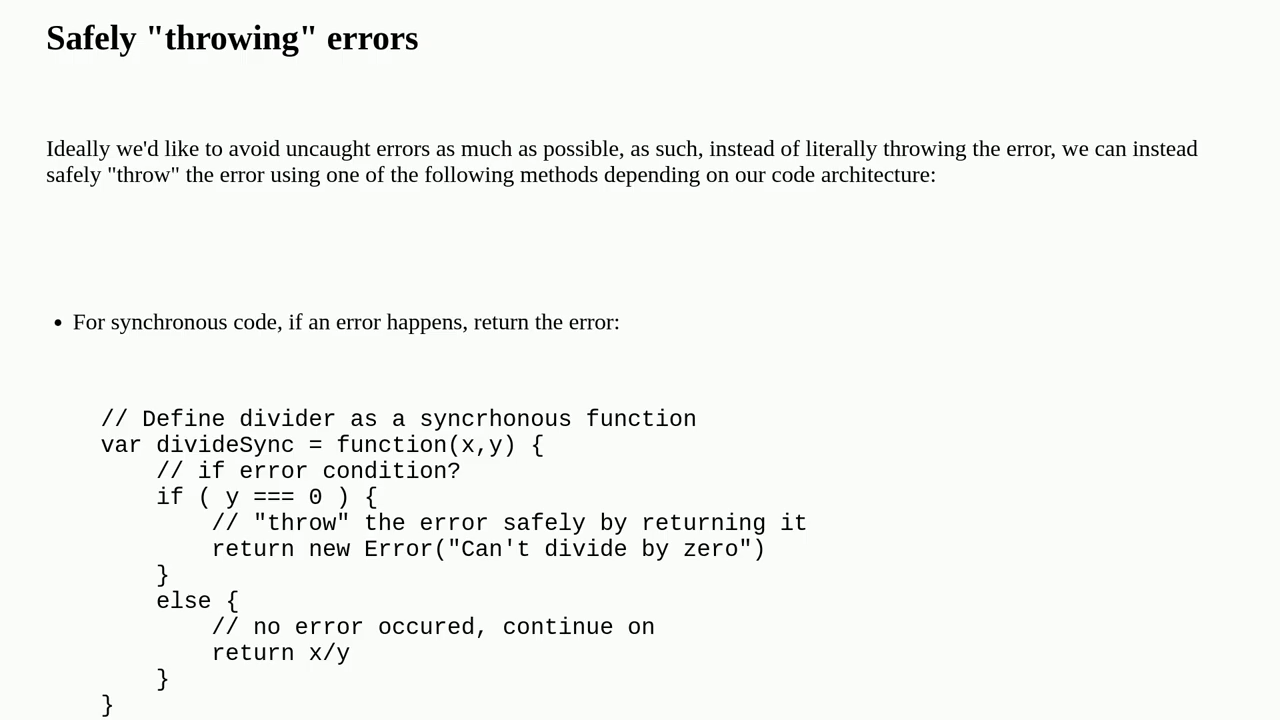 Safely "throwing" errors
Ideally we'd like to avoid uncaught errors as much as possible, as such, instead of literally throwing the error, we can instead
safely "throw" the error using one of the following methods depending on our code architecture:
• For synchronous code, if an error happens, return the error:
// Define divider as a syncrhonous function
var divideSync = function(x,y) {
    // if error condition?
    if ( y === 0 ) {
        // "throw" the error safely by returning it
        return new Error("Can't divide by zero")
    }
    else {
        // no error occured, continue on
        return x/y
    }
}